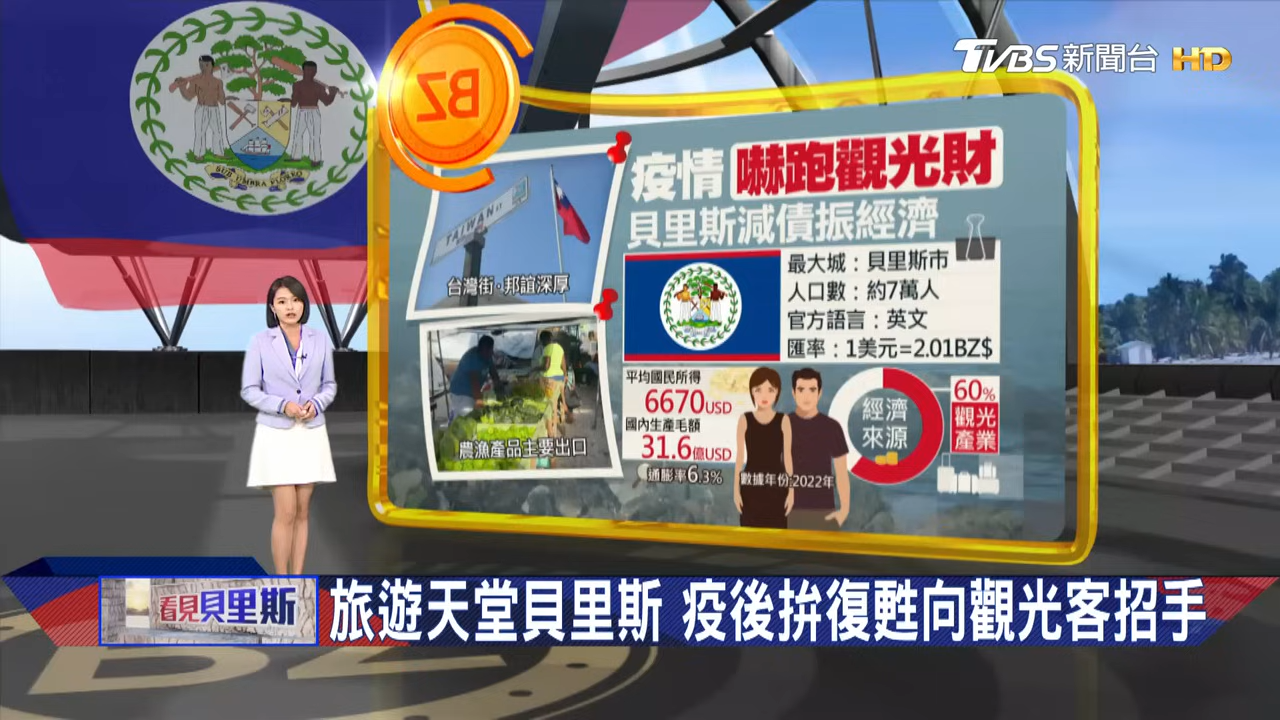 TVBS新聞台 HD
SUB UMBRA FLOREO
BZ
疫情嚇跑觀光財
貝里斯減債振經濟
TAIWAN ST
台灣街·邦誼深厚
農漁產品主要出口
最大城：貝里斯市
人口數：約7萬人
官方語言：英文
匯率：1美元=2.01BZ$
平均國民所得
6670USD
國內生產毛額
31.6億USD
通膨率6.3%
數據年份:2022年
經濟
來源
60%
觀光
產業
看見貝里斯
旅遊天堂貝里斯 疫後拚復甦向觀光客招手
BZ